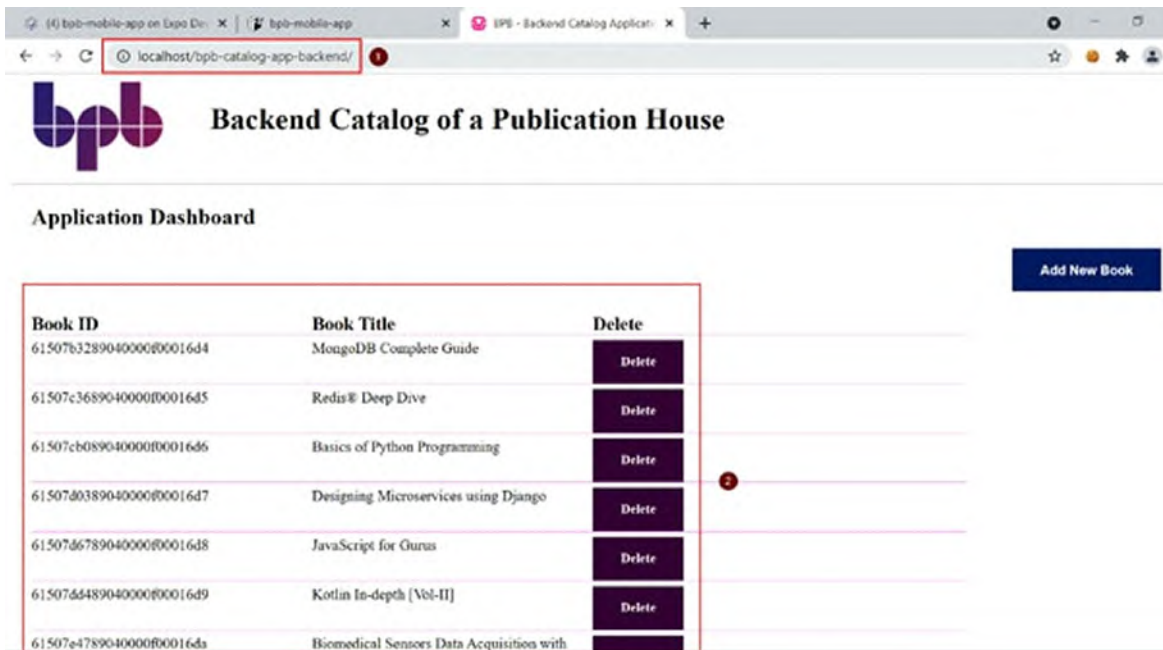 (4) bpb-mobile-app on Expo Dev
bpb-mobile-app
BPB - Backend Catalog Applicati
localhost/bpb-catalog-app-backend/
1
bpb
Backend Catalog of a Publication House
Application Dashboard
Add New Book
Book ID Book Title Delete
61507b3289040000f00016d4 MongoDB Complete Guide Delete
61507c3689040000f00016d5 Redis® Deep Dive Delete
61507cb089040000f00016d6 Basics of Python Programming Delete
2
61507d0389040000f00016d7 Designing Microservices using Django Delete
61507d6789040000f00016d8 JavaScript for Gurus Delete
61507dd489040000f00016d9 Kotlin In-depth [Vol-II] Delete
61507e4789040000f00016da Biomedical Sensors Data Acquisition with